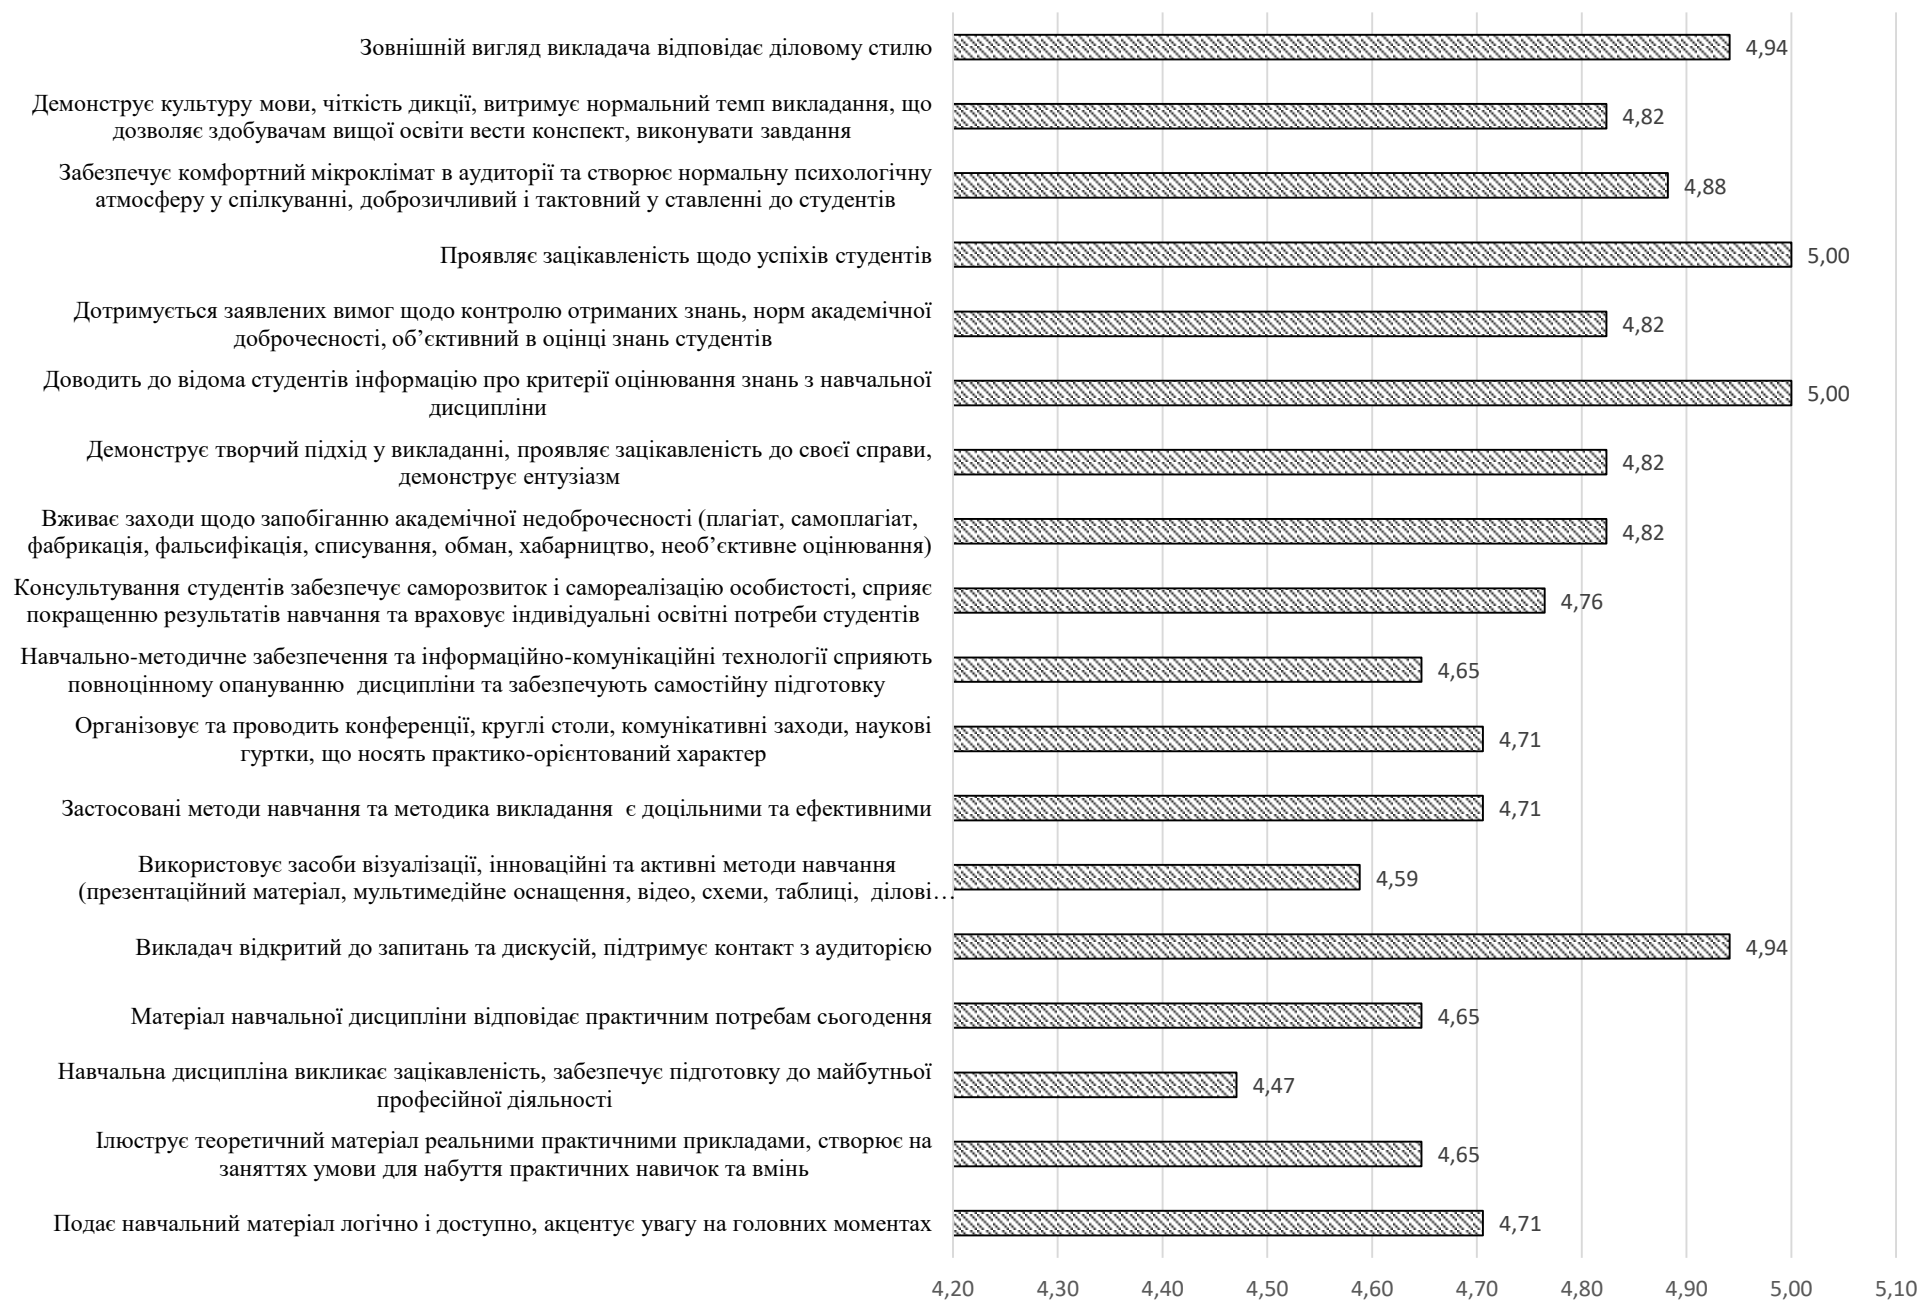 Зовнішній вигляд викладача відповідає діловому стилю
4,94
Демонструє культуру мови, чіткість дикції, витримує нормальний темп викладання, що
дозволяє здобувачам вищої освіти вести конспект, виконувати завдання
4,82
Забезпечує комфортний мікроклімат в аудиторії та створює нормальну психологічну
атмосферу у спілкуванні, доброзичливий і тактовний у ставленні до студентів
4,88
Проявляє зацікавленість щодо успіхів студентів
5,00
Дотримується заявлених вимог щодо контролю отриманих знань, норм академічної
доброчесності, об’єктивний в оцінці знань студентів
4,82
Доводить до відома студентів інформацію про критерії оцінювання знань з навчальної
дисципліни
5,00
Демонструє творчий підхід у викладанні, проявляє зацікавленість до своєї справи,
демонструє ентузіазм
4,82
Вживає заходи щодо запобіганню академічної недоброчесності (плагіат, самоплагіат,
фабрикація, фальсифікація, списування, обман, хабарництво, необ’єктивне оцінювання)
4,82
Консультування студентів забезпечує саморозвиток і самореалізацію особистості, сприяє
покращенню результатів навчання та враховує індивідуальні освітні потреби студентів
4,76
Навчально-методичне забезпечення та інформаційно-комунікаційні технології сприяють
повноцінному опануванню  дисципліни та забезпечують самостійну підготовку
4,65
Організовує та проводить конференції, круглі столи, комунікативні заходи, наукові
гуртки, що носять практико-орієнтований характер
4,71
Застосовані методи навчання та методика викладання  є доцільними та ефективними
4,71
Використовує засоби візуалізації, інноваційні та активні методи навчання
(презентаційний матеріал, мультимедійне оснащення, відео, схеми, таблиці,  ділові…
4,59
Викладач відкритий до запитань та дискусій, підтримує контакт з аудиторією
4,94
Матеріал навчальної дисципліни відповідає практичним потребам сьогодення
4,65
Навчальна дисципліна викликає зацікавленість, забезпечує підготовку до майбутньої
професійної діяльності
4,47
Ілюструє теоретичний матеріал реальними практичними прикладами, створює на
заняттях умови для набуття практичних навичок та вмінь
4,65
Подає навчальний матеріал логічно і доступно, акцентує увагу на головних моментах
4,71
4,20 4,30 4,40 4,50 4,60 4,70 4,80 4,90 5,00 5,10